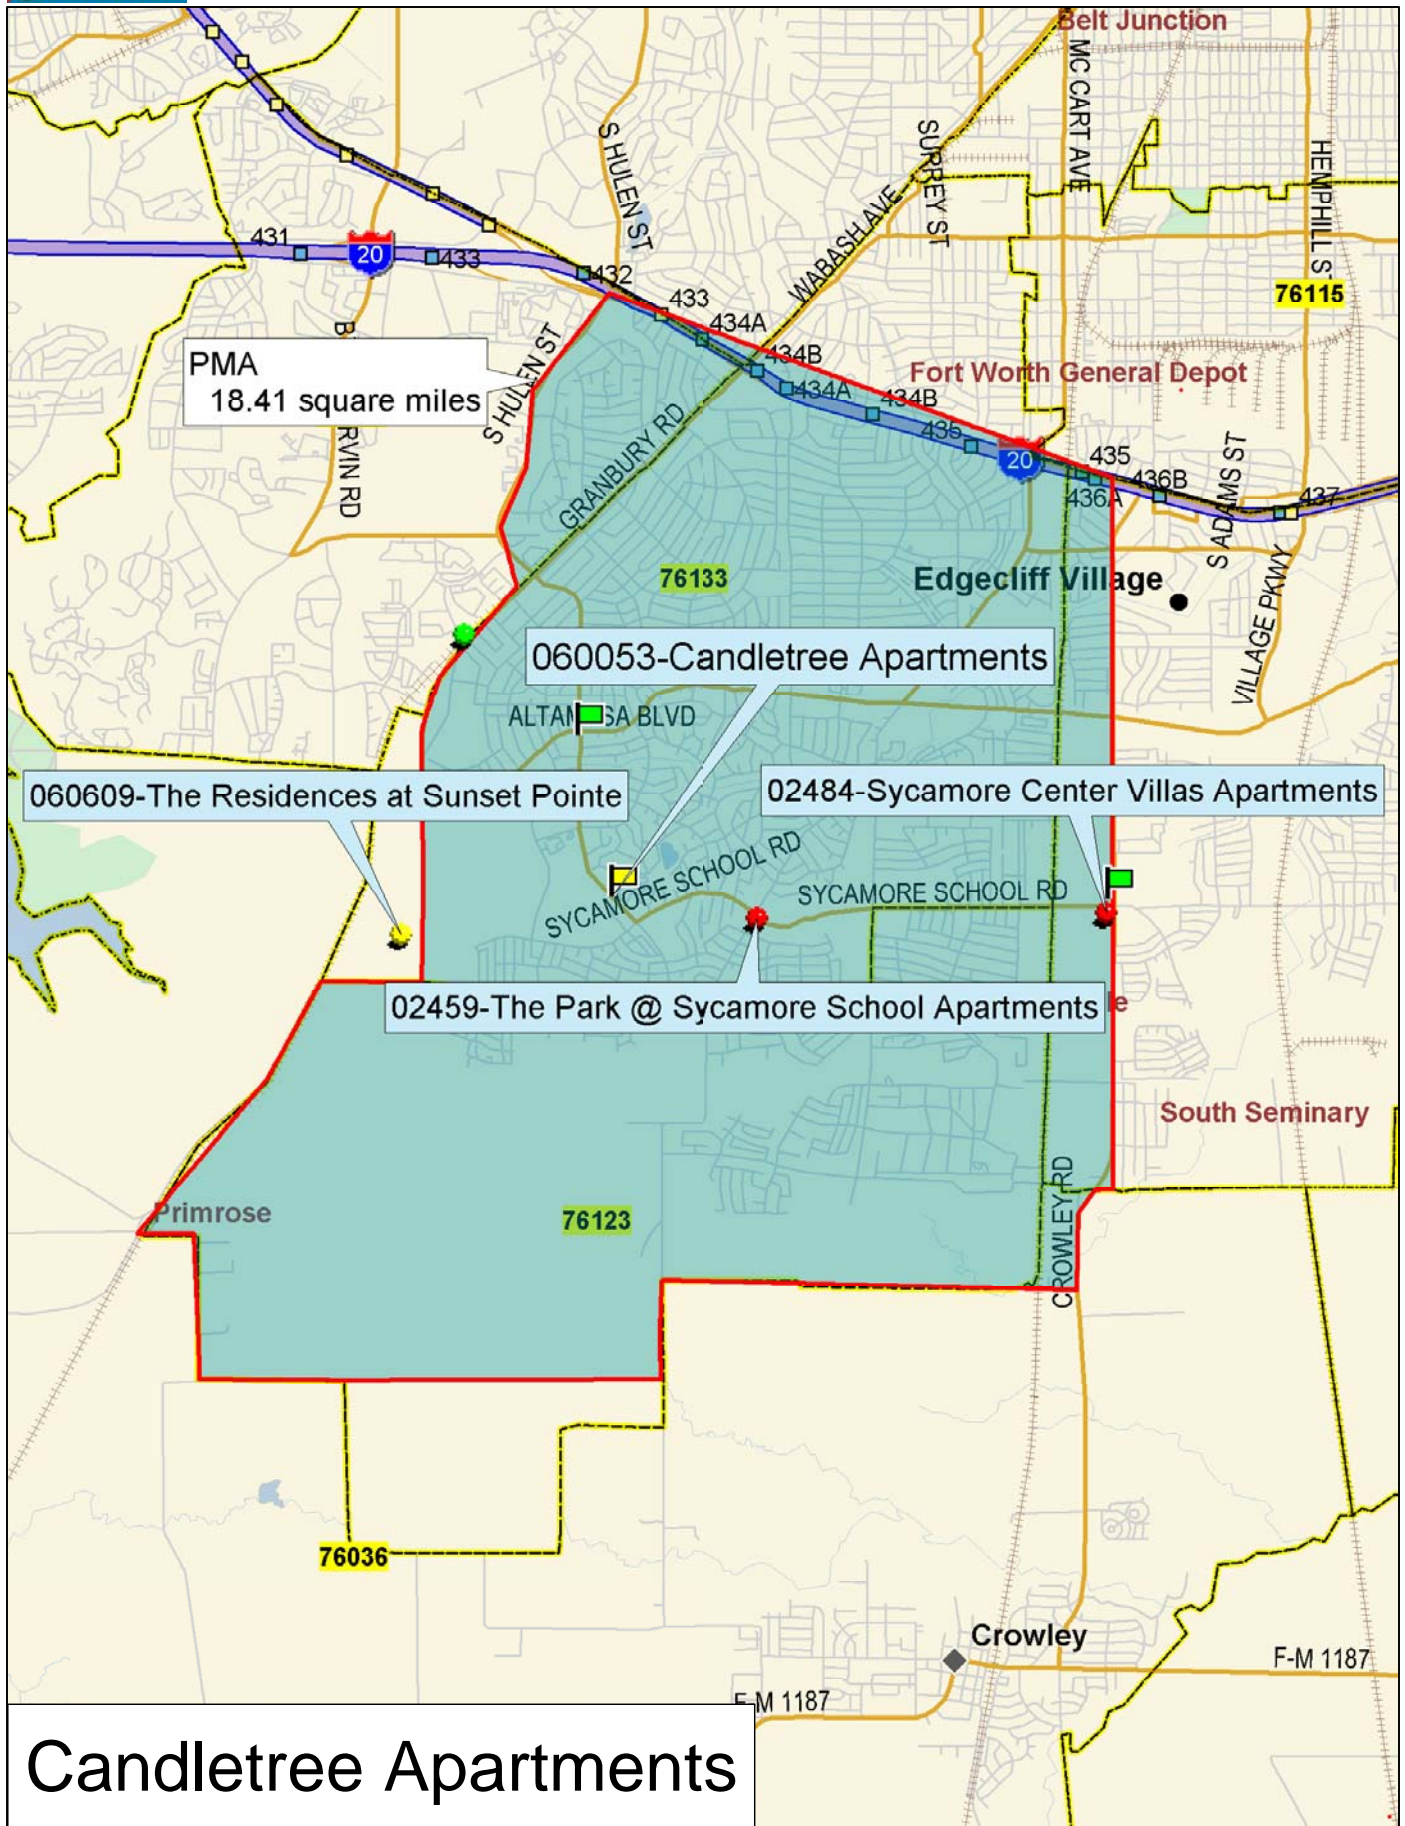 Belt Junction
MC CART AVE
S HULEN ST
SURREY ST
HEMPHILL S
WABASH AVE
431
20
433
432
433
76115
434A
PMA
18.41 square miles
434B
Fort Worth General Depot
434A
434B
S HULEN ST
RVIN RD
GRANBURY RD
435
20
435
436B
436A
437
S ADAMS ST
76133
Edgecliff Village
VILLAGE PKWY
060053-Candletree Apartments
SA BLVD
060609-The Residences at Sunset Pointe
02484-Sycamore Center Villas Apartments
SYCAMORE SCHOOL RD
SYCAMORE SCHOOL RD
02459-The Park @ Sycamore School Apartments
le
South Seminary
CROWLEY RD
Primrose
76123
76036
Crowley
F-M 1187
F-M 1187
Candletree Apartments